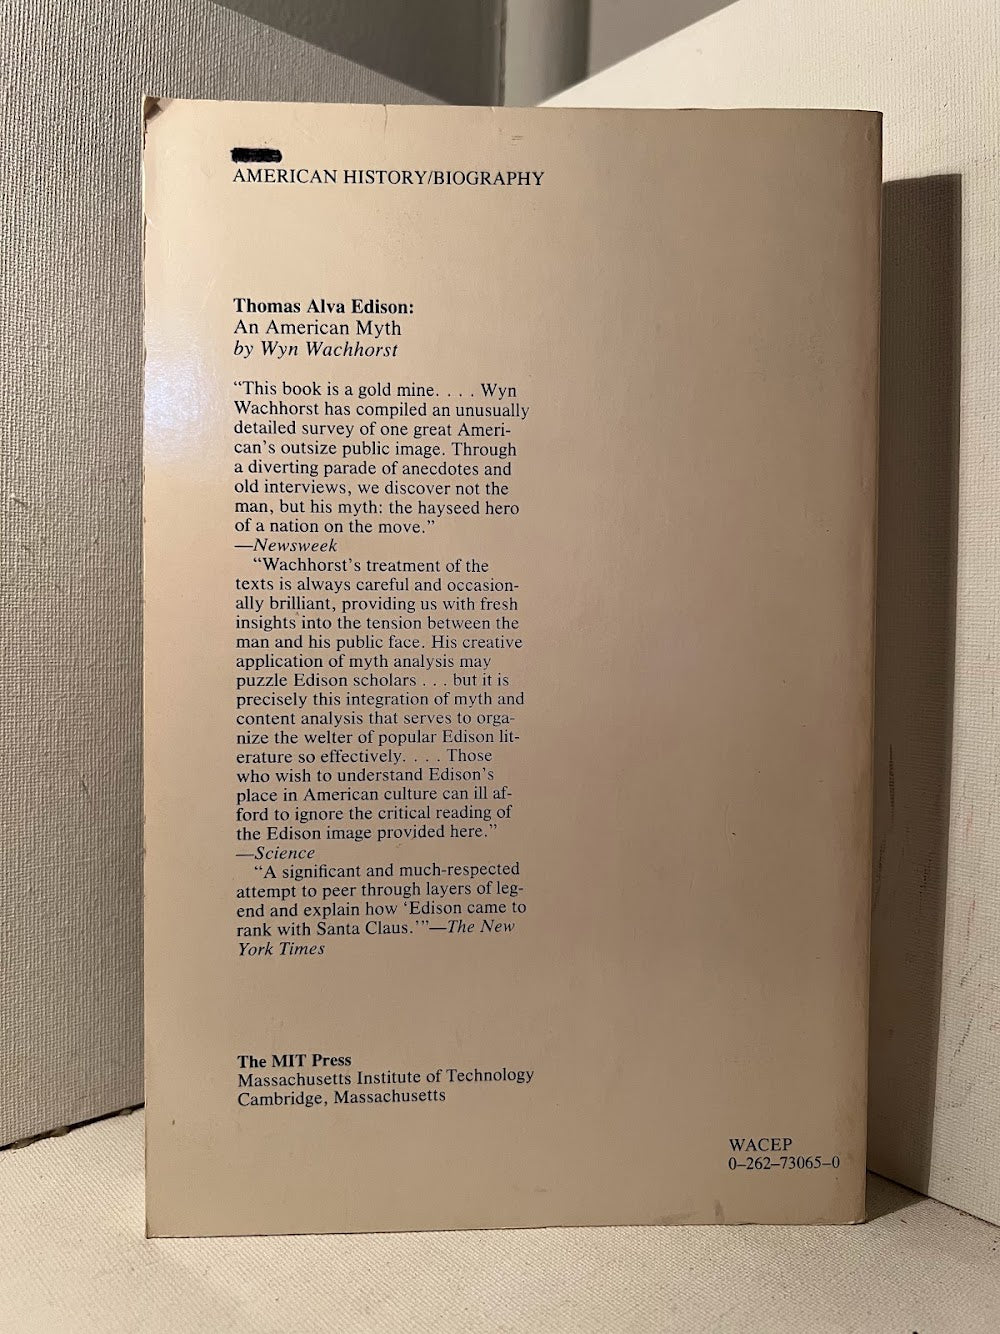 AMERICAN HISTORY/BIOGRAPHY
Thomas Alva Edison:
An American Myth
by Wyn Wachhorst
“This book is a gold mine. . . . Wyn
Wachhorst has compiled an unusually
detailed survey of one great Ameri-
can’s outsize public image. Through
a diverting parade of anecdotes and
old interviews, we discover not the
man, but his myth: the hayseed hero
of a nation on the move.”
—Newsweek
“Wachhorst’s treatment of the
texts is always careful and occasion-
ally brilliant, providing us with fresh
insights into the tension between the
man and his public face. His creative
application of myth analysis may
puzzle Edison scholars . . . but it is
precisely this integration of myth and
content analysis that serves to orga-
nize the welter of popular Edison lit-
erature so effectively. . . . Those
who wish to understand Edison’s
place in American culture can ill af-
ford to ignore the critical reading of
the Edison image provided here.”
—Science
“A significant and much-respected
attempt to peer through layers of leg-
end and explain how ‘Edison came to
rank with Santa Claus.’”—The New
York Times
The MIT Press
Massachusetts Institute of Technology
Cambridge, Massachusetts
WACEP
0–262–73065–0